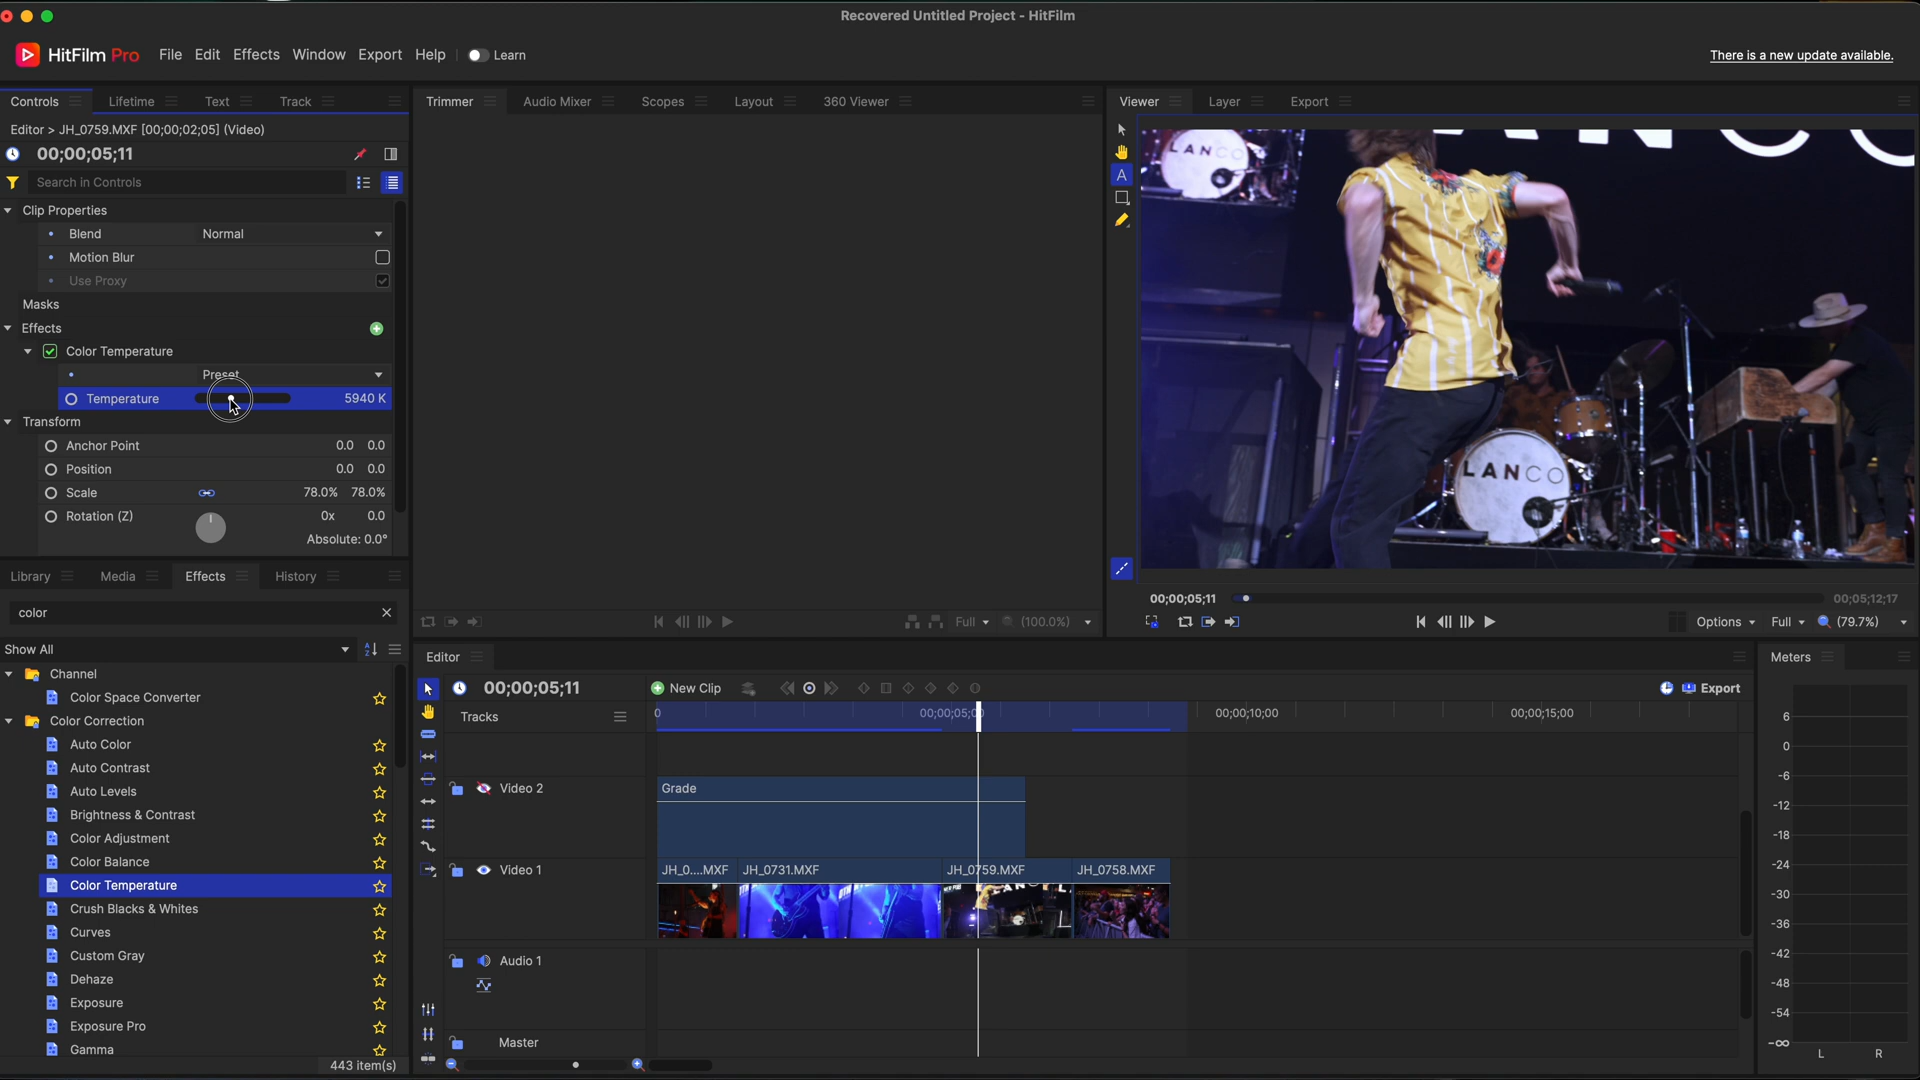 Recovered Untitled Project - HitFilm
HitFilm Pro File Edit Effects Window Export Help Learn
There is a new update available.
Controls Lifetime Text Track
Editor > JH_0759.MXF [00;00;02;05] (Video)
00;00;05;11
Search in Controls
Clip Properties
Blend Normal
Motion Blur
Use Proxy
Masks
Effects
Color Temperature
Preset
Temperature 5940 K
Transform
Anchor Point 0.0 0.0
Position 0.0 0.0
Scale 78.0% 78.0%
Rotation (Z) 0x 0.0
Absolute: 0.0°
Trimmer Audio Mixer Scopes Layout 360 Viewer
Full (100.0%)
Viewer Layer Export
A
LANCO
ANCO
LANCO
00;00;05;11 00;05;12;17
Options Full (79.7%)
Library Media Effects History
color
Show All
Channel
Color Space Converter
Color Correction
Auto Color
Auto Contrast
Auto Levels
Brightness & Contrast
Color Adjustment
Color Balance
Color Temperature
Crush Blacks & Whites
Curves
Custom Gray
Dehaze
Exposure
Exposure Pro
Gamma
443 item(s)
Editor
00;00;05;11 New Clip Export
Tracks 0 00;00;05;0 00;00;10;00 00;00;15;00
Video 2 Grade
Video 1 JH_0....MXF JH_0731.MXF JH_0759.MXF JH_0758.MXF
Audio 1
Master
Meters
6
0
-6
-12
-18
-24
-30
-36
-42
-48
-54
-∞
L R